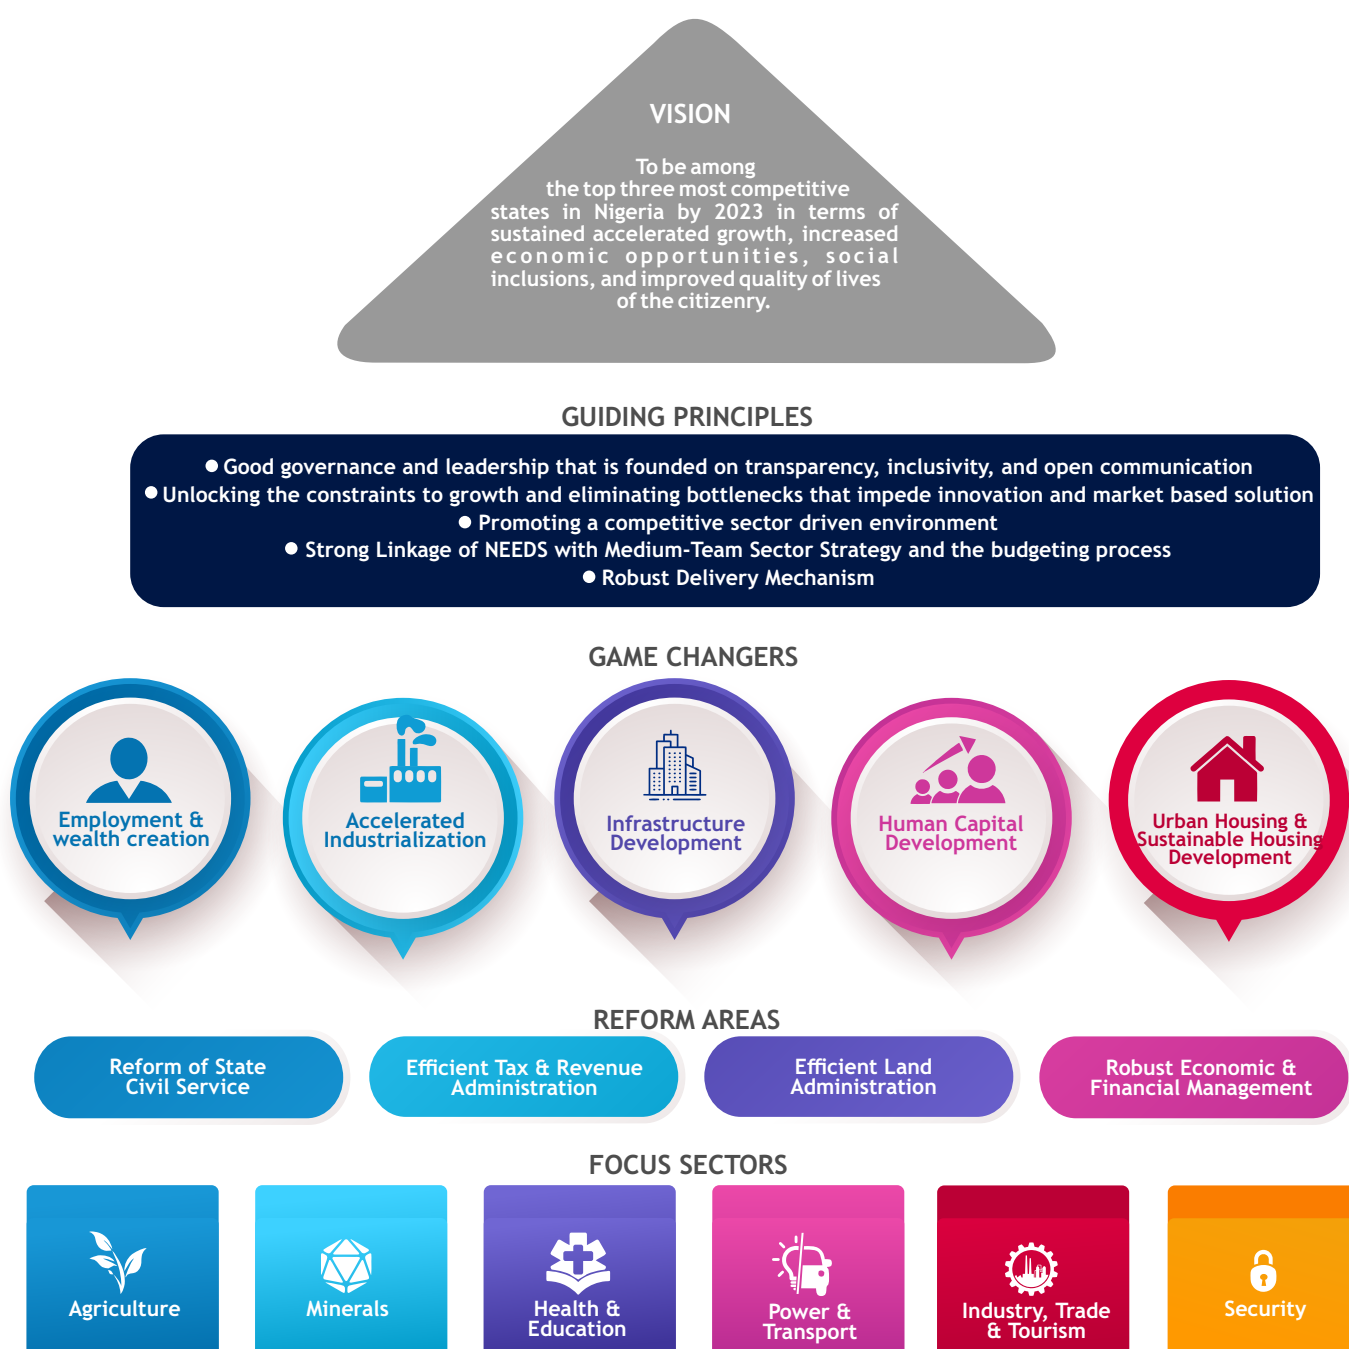 VISION
To be among
the top three most competitive
states in Nigeria by 2023 in terms of
sustained accelerated growth, increased
economic opportunities, social
inclusions, and improved quality of lives
of the citizenry.
GUIDING PRINCIPLES
● Good governance and leadership that is founded on transparency, inclusivity, and open communication
● Unlocking the constraints to growth and eliminating bottlenecks that impede innovation and market based solution
● Promoting a competitive sector driven environment
● Strong Linkage of NEEDS with Medium-Team Sector Strategy and the budgeting process
● Robust Delivery Mechanism
GAME CHANGERS
Employment &
wealth creation
Accelerated
Industrialization
Infrastructure
Development
Human Capital
Development
Urban Housing &
Sustainable Housing
Development
REFORM AREAS
Reform of State
Civil Service
Efficient Tax & Revenue
Administration
Efficient Land
Administration
Robust Economic &
Financial Management
FOCUS SECTORS
Agriculture
Minerals
Health &
Education
Power &
Transport
Industry, Trade
& Tourism
Security